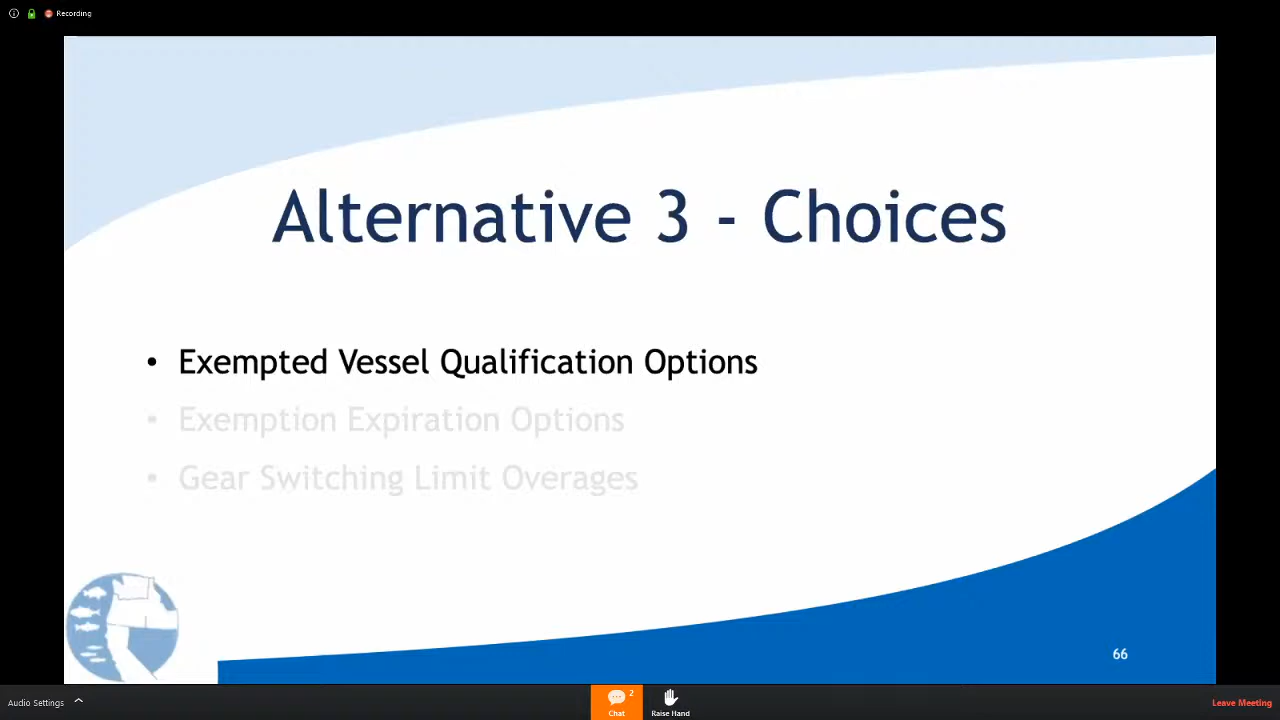 Recording
Alternative 3 - Choices
• Exempted Vessel Qualification Options
• Exemption Expiration Options
• Gear Switching Limit Overages
66
Audio Settings
2
Chat
Raise Hand
Leave Meeting